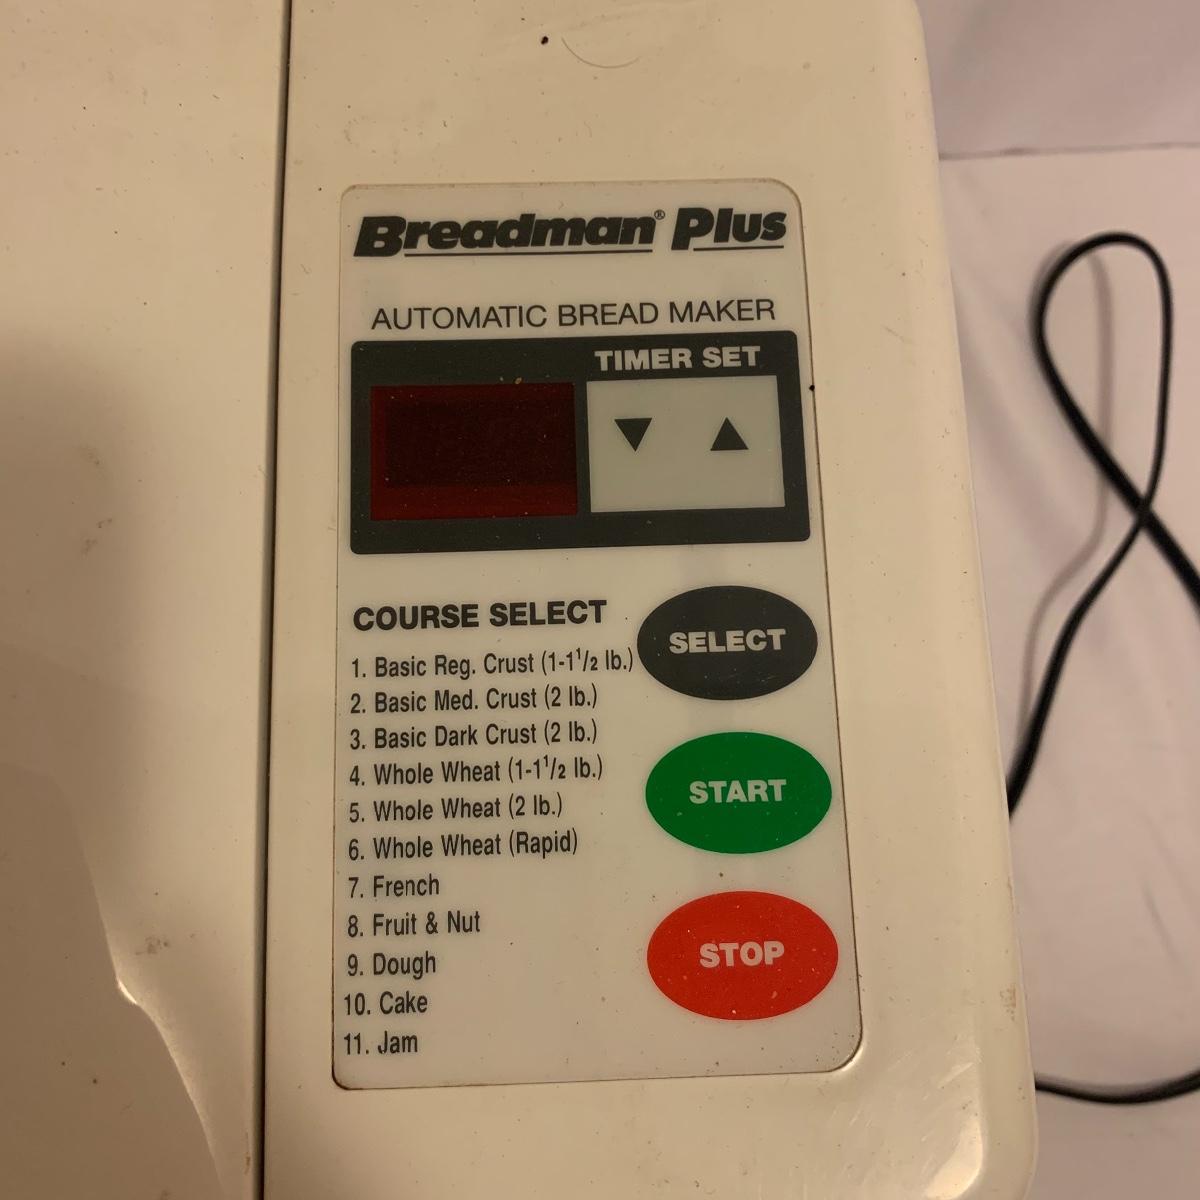 Breadman® Plus
AUTOMATIC BREAD MAKER
TIMER SET
▼ ▲
COURSE SELECT
1. Basic Reg. Crust (1-1½ lb.)
2. Basic Med. Crust (2 lb.)
3. Basic Dark Crust (2 lb.)
4. Whole Wheat (1-1½ lb.)
5. Whole Wheat (2 lb.)
6. Whole Wheat (Rapid)
7. French
8. Fruit & Nut
9. Dough
10. Cake
11. Jam
SELECT
START
STOP